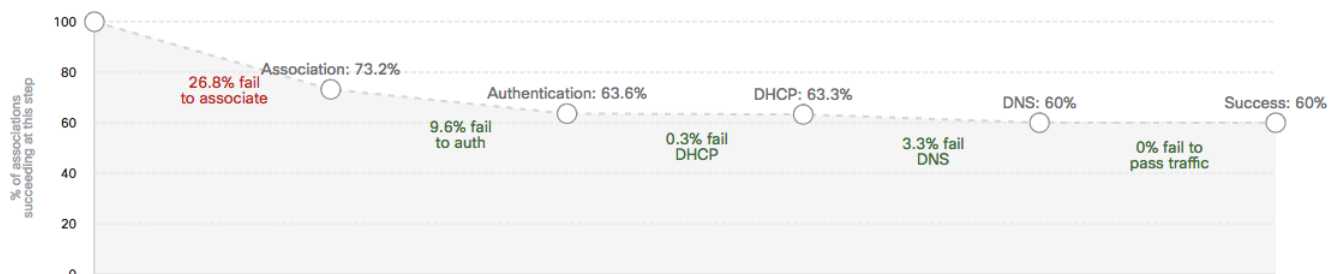 100
80
60
40
20
0
% of associations
succeeding at this step
26.8% fail
to associate
Association: 73.2%
9.6% fail
to auth
Authentication: 63.6%
0.3% fail
DHCP
DHCP: 63.3%
3.3% fail
DNS
DNS: 60%
0% fail to
pass traffic
Success: 60%